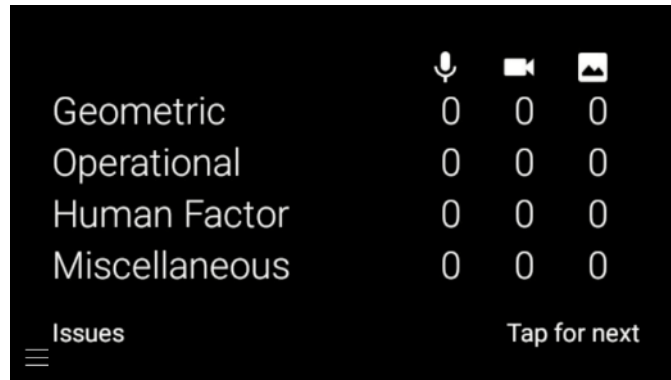 Geometric 0 0 0
Operational 0 0 0
Human Factor 0 0 0
Miscellaneous 0 0 0
Issues Tap for next